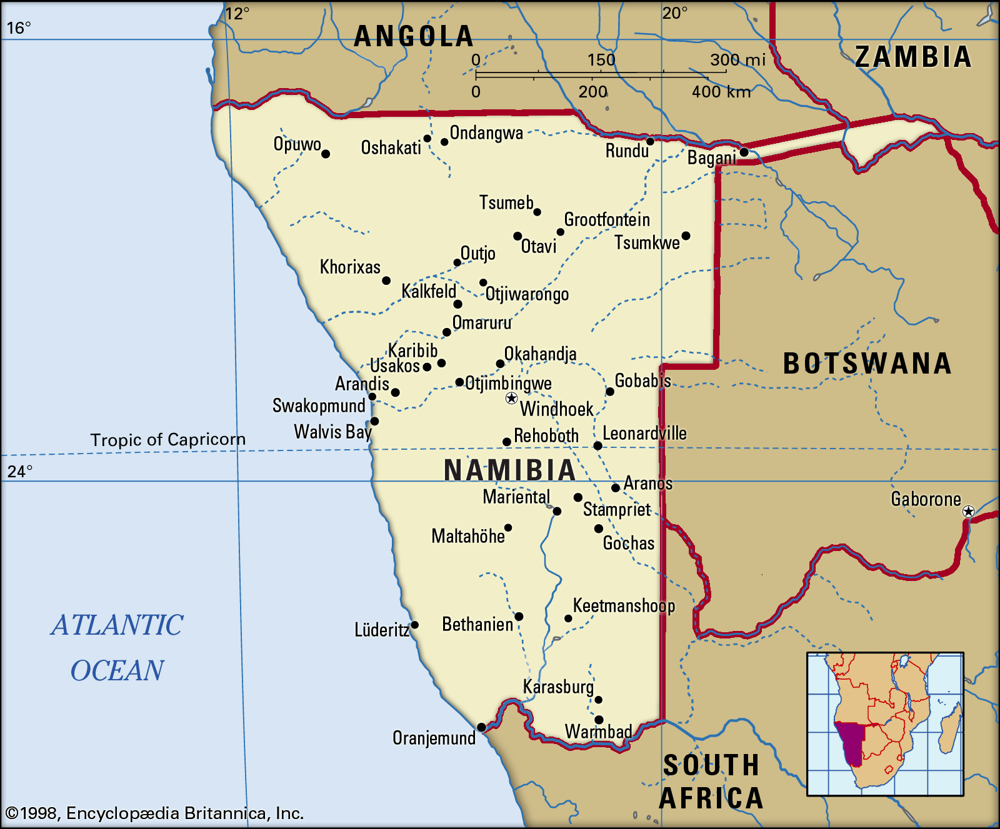 12°
20°
16°
ANGOLA
ZAMBIA
0 150 300 mi
0 200 400 km
Opuwo
Oshakati
Ondangwa
Rundu
Bagani
Tsumeb
Grootfontein
Otavi
Tsumkwe
Outjo
Khorixas
Kalkfeld
Otjiwarongo
Omaruru
Karibib
Okahandja
Usakos
BOTSWANA
Arandis
Otjimbingwe
Gobabis
Swakopmund
Windhoek
Walvis Bay
Rehoboth
Leonardville
Tropic of Capricorn
NAMIBIA
24°
Aranos
Mariental
Stampriet
Gaborone
Maltahöhe
Gochas
Keetmanshoop
ATLANTIC
OCEAN
Lüderitz
Bethanien
Karasburg
Warmbad
Oranjemund
SOUTH
AFRICA
©1998, Encyclopædia Britannica, Inc.